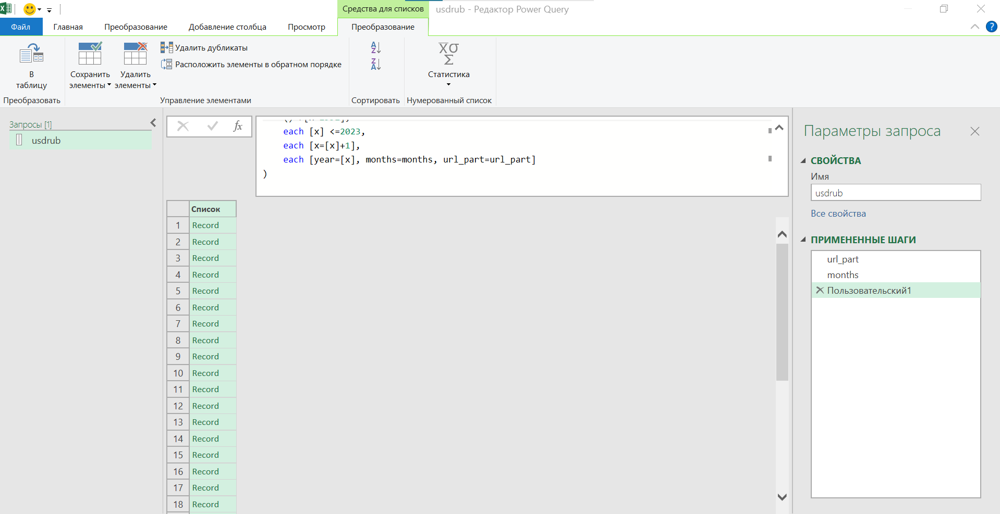 Средства для списков
usdrub - Редактор Power Query
Файл
Главная
Преобразование
Добавление столбца
Просмотр
Преобразование
В таблицу
Сохранить элементы
Удалить элементы
Удалить дубликаты
Расположить элементы в обратном порядке
Статистика
Преобразовать
Управление элементами
Сортировать
Нумерованный список
Запросы [1]
usdrub
fx
each [x] <=2023,
each [x=[x]+1],
each [year=[x], months=months, url_part=url_part]
)
Список
1 Record
2 Record
3 Record
4 Record
5 Record
6 Record
7 Record
8 Record
9 Record
10 Record
11 Record
12 Record
13 Record
14 Record
15 Record
16 Record
17 Record
18 Record
Параметры запроса
СВОЙСТВА
Имя
usdrub
Все свойства
ПРИМЕНЕННЫЕ ШАГИ
url_part
months
Пользовательский1